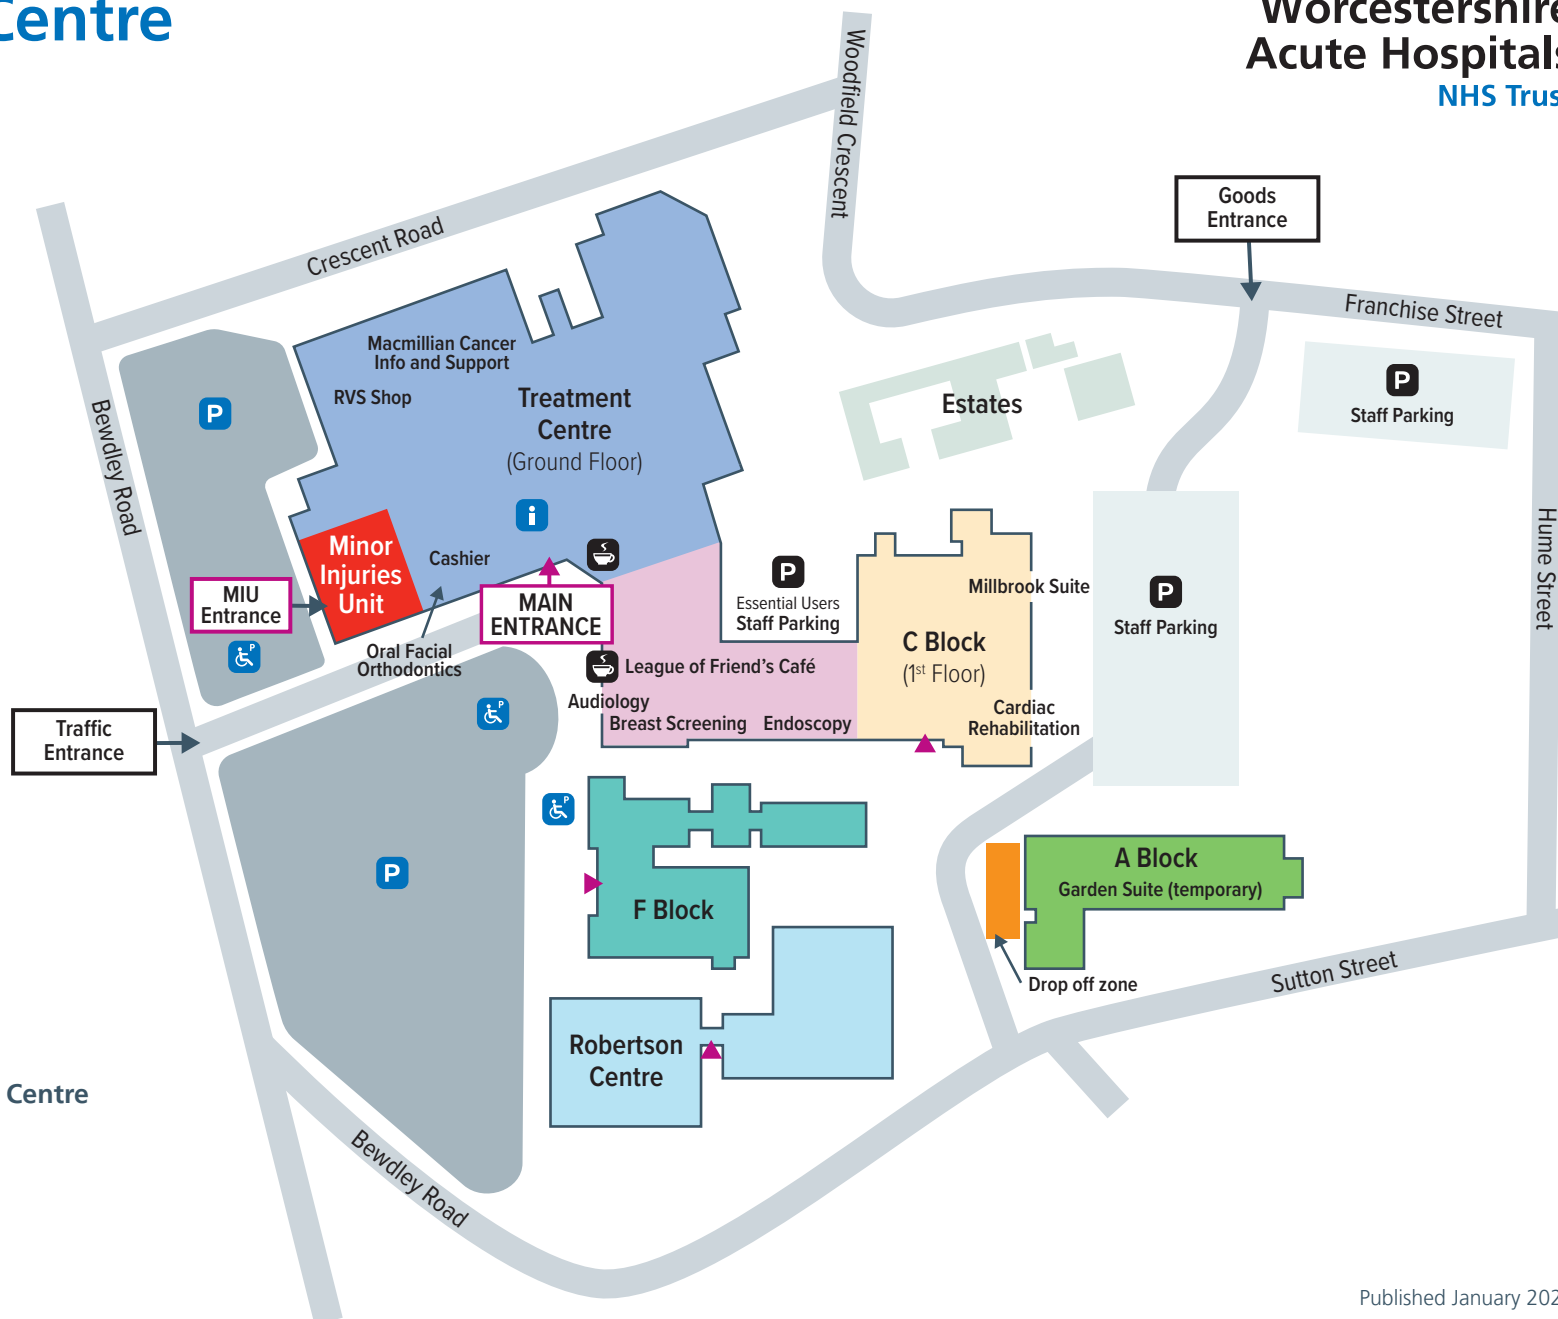 Centre
Worcestershire
Acute Hospitals
NHS Trus
Woodfield Crescent
Goods
Entrance
Crescent Road
Franchise Street
Macmillian Cancer
Info and Support
RVS Shop
Treatment
Centre
(Ground Floor)
i
Estates
P
Staff Parking
P
Bewdley Road
Hume Street
Minor
Injuries
Unit
Cashier
MIU
Entrance
MAIN
ENTRANCE
P
Essential Users
Staff Parking
Millbrook Suite
P
Staff Parking
C Block
(1st Floor)
P
Oral Facial
Orthodontics
League of Friend's Café
Audiology
Breast Screening
Endoscopy
Cardiac
Rehabilitation
P
Traffic
Entrance
P
P
F Block
A Block
Garden Suite (temporary)
Drop off zone
Sutton Street
Robertson
Centre
Centre
Bewdley Road
Published January 202